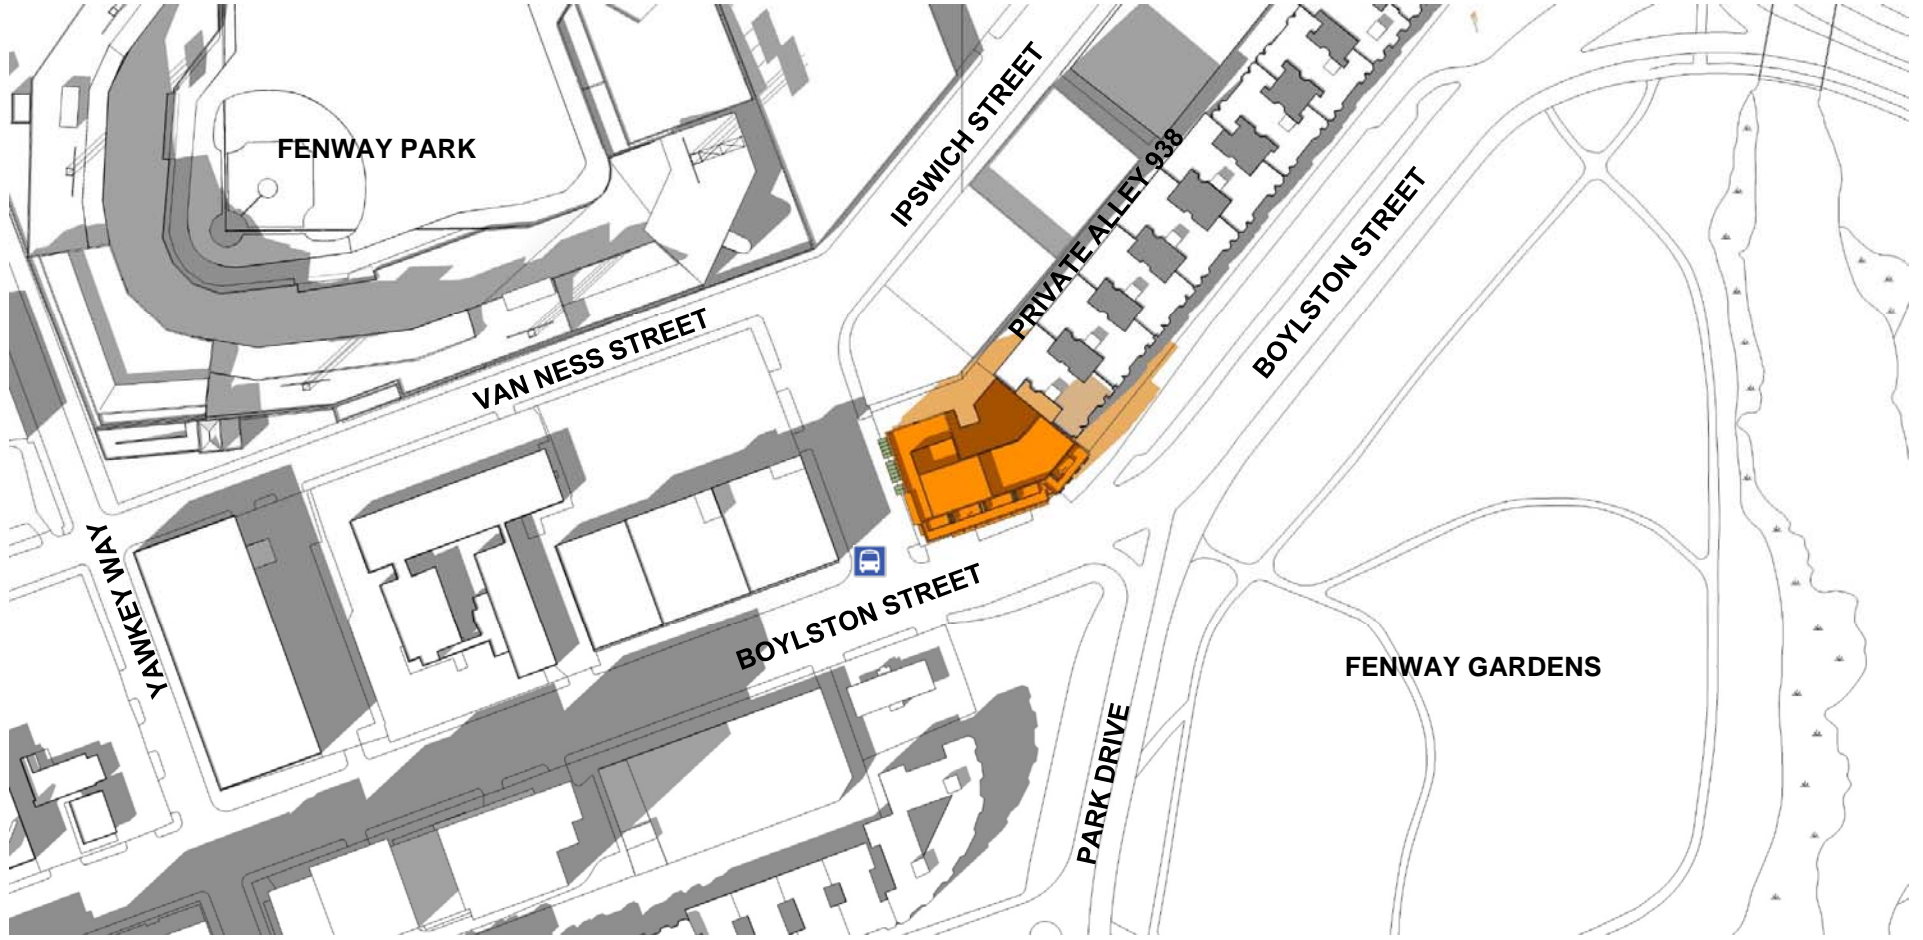 FENWAY PARK
IPSWICH STREET
PRIVATE ALLEY 938
BOYLSTON STREET
VAN NESS STREET
YAWKEY WAY
BOYLSTON STREET
FENWAY GARDENS
PARK DRIVE